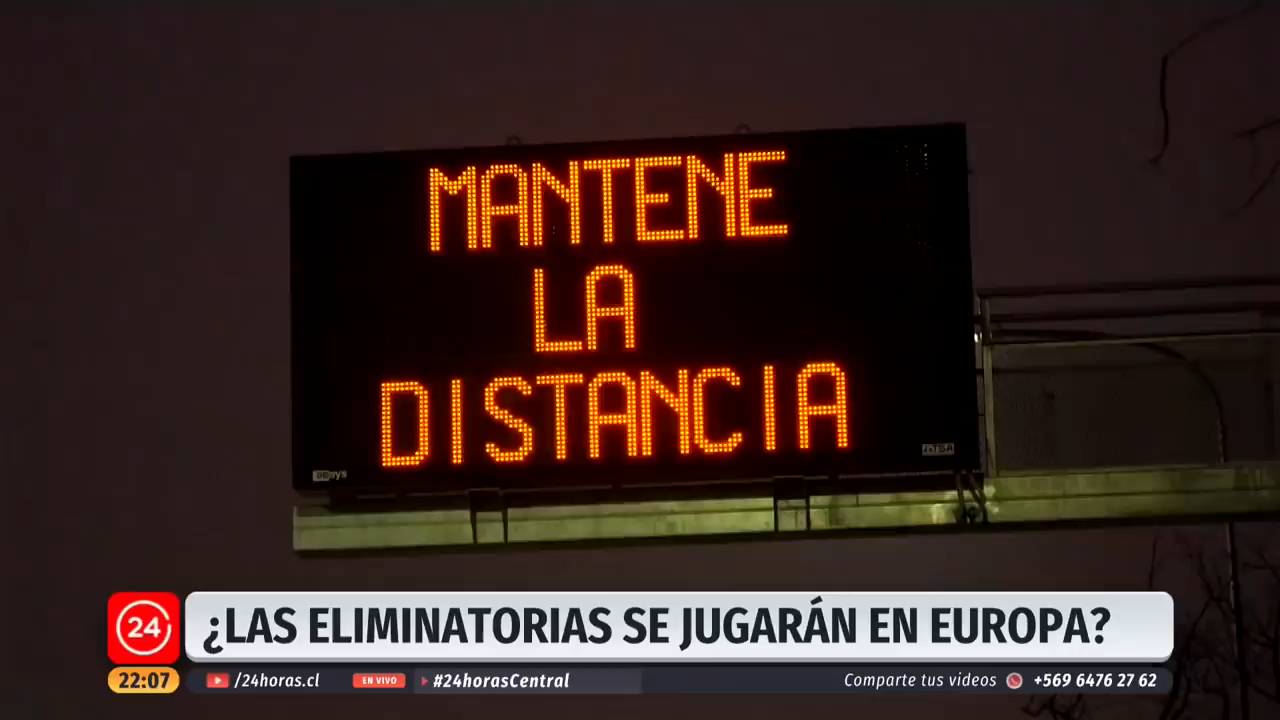 MANTENE
LA
DISTANCIA
¿LAS ELIMINATORIAS SE JUGARÁN EN EUROPA?
24
22:07
/24horas.cl
EN VIVO
#24horasCentral
Comparte tus videos
+569 6476 27 62